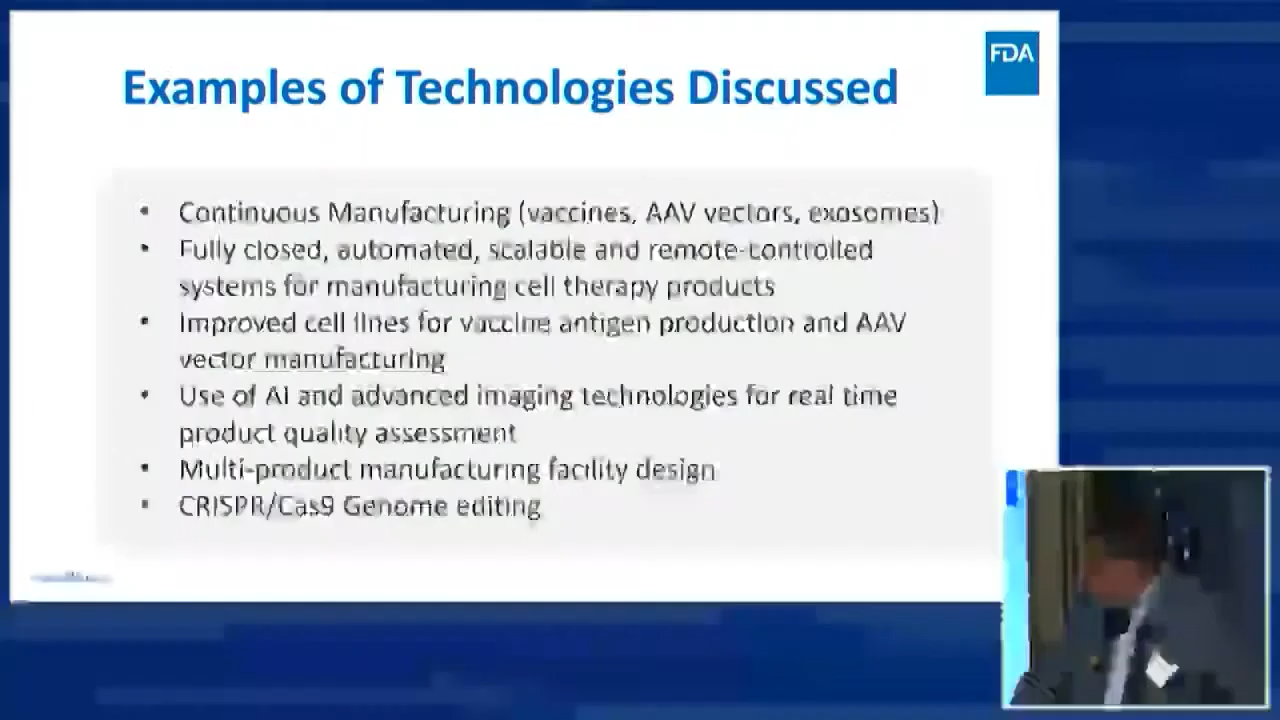 FDA
Examples of Technologies Discussed
• Continuous Manufacturing (vaccines, AAV vectors, exosomes)
• Fully closed, automated, scalable and remote-controlled
systems for manufacturing cell therapy products
• Improved cell lines for vaccine antigen production and AAV
vector manufacturing
• Use of AI and advanced imaging technologies for real time
product quality assessment
• Multi-product manufacturing facility design
• CRISPR/Cas9 Genome editing